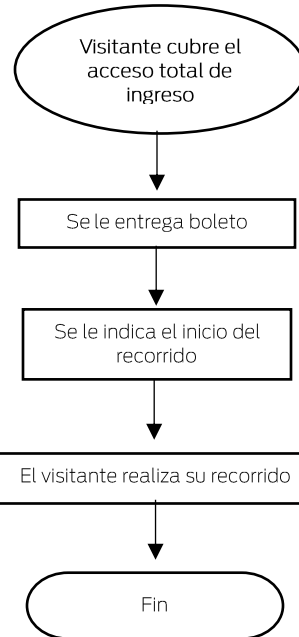 Visitante cubre el
acceso total de
ingreso
Se le entrega boleto
Se le indica el inicio del
recorrido
El visitante realiza su recorrido
Fin